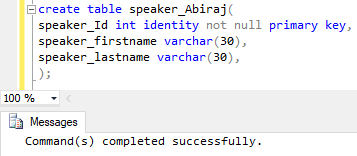 create table speaker_Abiraj(
speaker_Id int identity not null primary key,
speaker_firstname varchar(30),
speaker_lastname varchar(30),
);
100 %
Messages
Command(s) completed successfully.